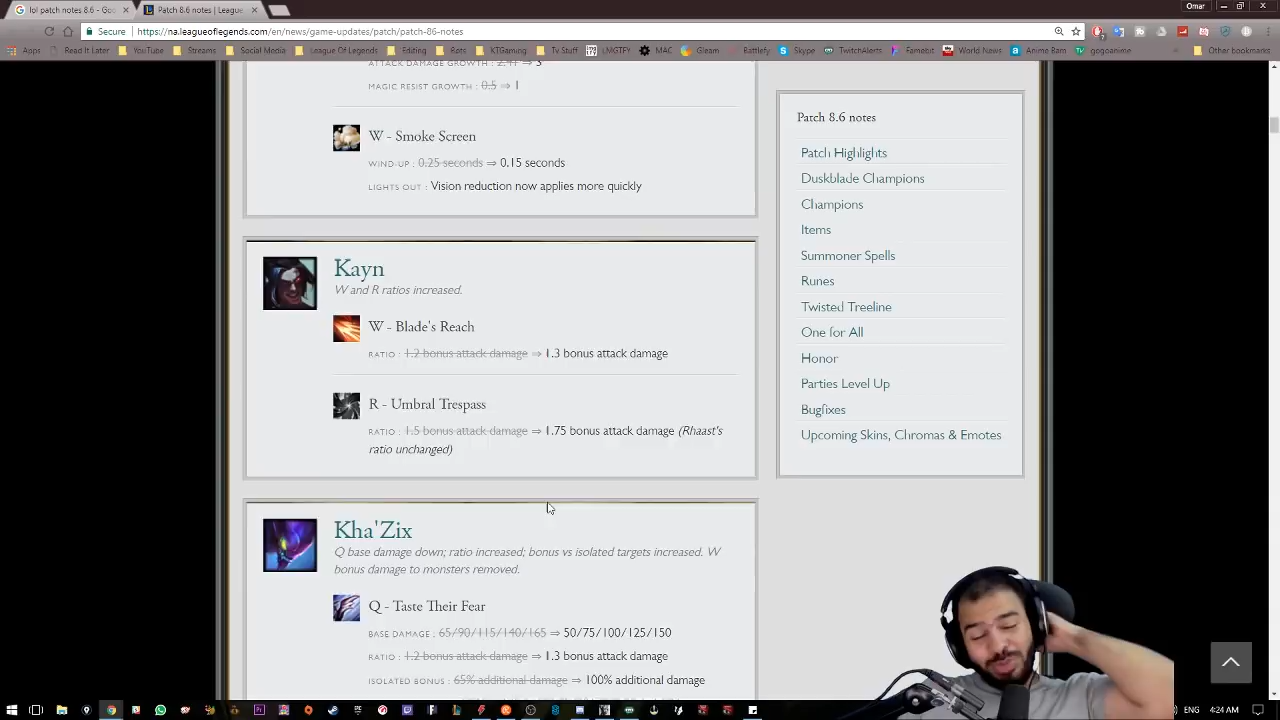 lol patch notes 8.6 - Goo
Patch 8.6 notes | League
Omar
Secure
https://na.leagueoflegends.com/en/news/game-updates/patch/patch-86-notes
Apps
Read It Later
YouTube
Streams
Social Media
League Of Legends
Editing
Bets
KTGaming
Tv Stuff
LMGTFY
MAC
Gleam
Battlefy
Skype
TwitchAlerts
Famebit
World News
Anime Bam
gogoanime
Other bookmarks
ATTACK DAMAGE GROWTH : 2.41 ⇒ 3
MAGIC RESIST GROWTH : 0.5 ⇒ 1
W - Smoke Screen
WIND-UP : 0.25 seconds ⇒ 0.15 seconds
LIGHTS OUT : Vision reduction now applies more quickly
Kayn
W and R ratios increased.
W - Blade's Reach
RATIO : 1.2 bonus attack damage ⇒ 1.3 bonus attack damage
R - Umbral Trespass
RATIO : 1.5 bonus attack damage ⇒ 1.75 bonus attack damage (Rhaast's
ratio unchanged)
Kha'Zix
Q base damage down; ratio increased; bonus vs isolated targets increased. W
bonus damage to monsters removed.
Q - Taste Their Fear
BASE DAMAGE : 65/90/115/140/165 ⇒ 50/75/100/125/150
RATIO : 1.2 bonus attack damage ⇒ 1.3 bonus attack damage
ISOLATED BONUS : 65% additional damage ⇒ 100% additional damage
Patch 8.6 notes
Patch Highlights
Duskblade Champions
Champions
Items
Summoner Spells
Runes
Twisted Treeline
One for All
Honor
Parties Level Up
Bugfixes
Upcoming Skins, Chromas & Emotes
4:24 AM